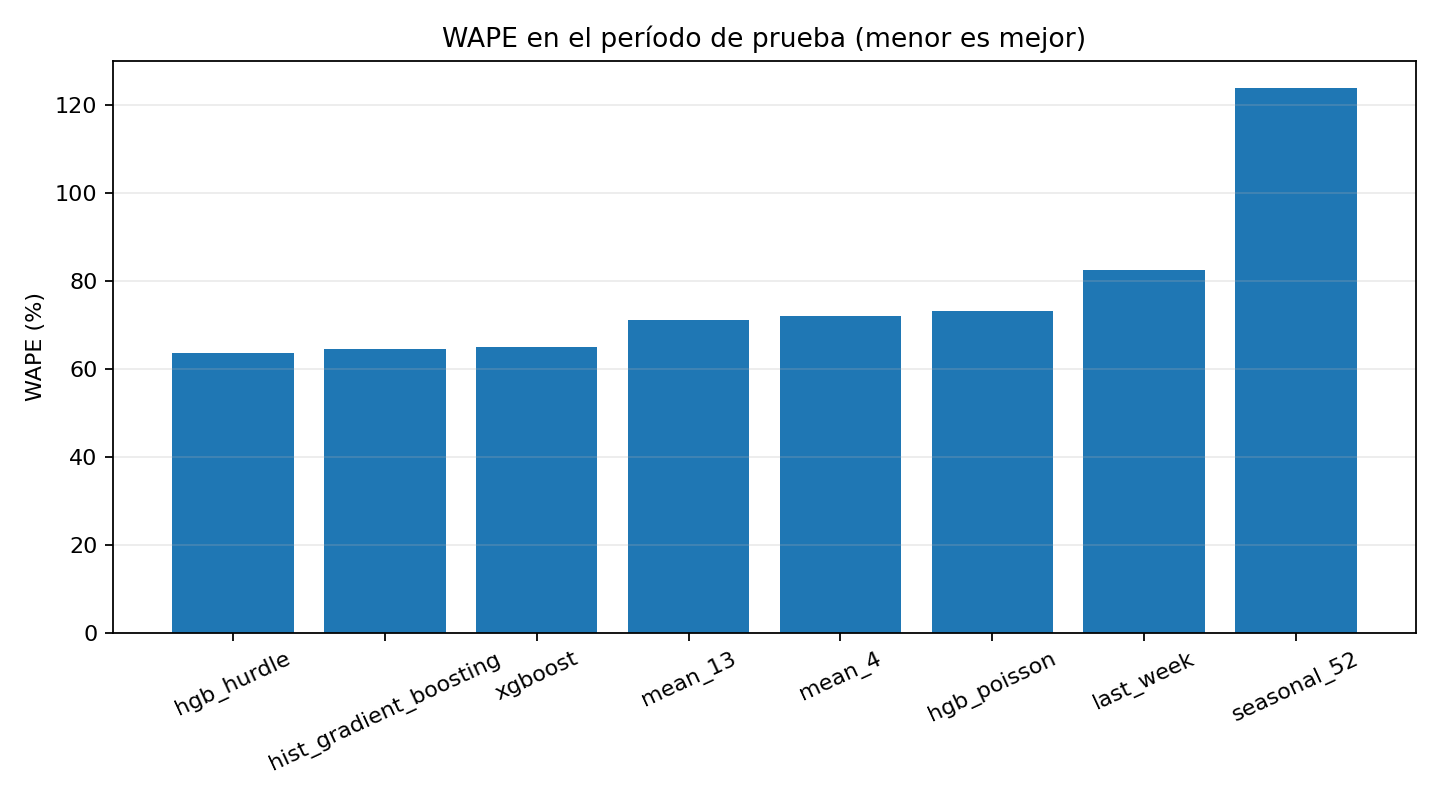 WAPE en el período de prueba (menor es mejor)
WAPE (%)
120
100
80
60
40
20
0
hgb_hurdle
hist_gradient_boosting
xgboost
mean_13
mean_4
hgb_poisson
last_week
seasonal_52